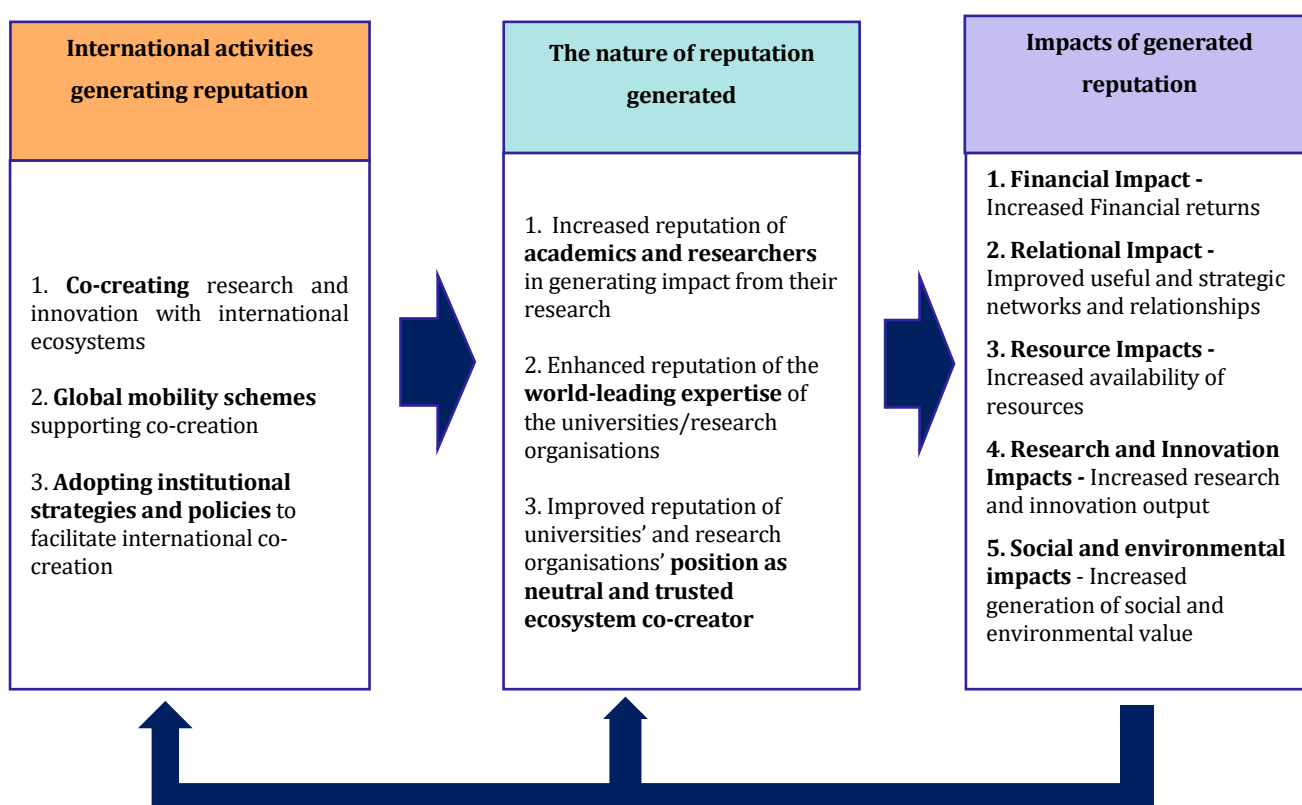 International activities
generating reputation
1. Co-creating research and
innovation with international
ecosystems
2. Global mobility schemes
supporting co-creation
3. Adopting institutional
strategies and policies to
facilitate international co-
creation
The nature of reputation
generated
1. Increased reputation of
academics and researchers
in generating impact from their
research
2. Enhanced reputation of the
world-leading expertise of
the universities/research
organisations
3. Improved reputation of
universities’ and research
organisations’ position as
neutral and trusted
ecosystem co-creator
Impacts of generated
reputation
1. Financial Impact -
Increased Financial returns
2. Relational Impact -
Improved useful and strategic
networks and relationships
3. Resource Impacts -
Increased availability of
resources
4. Research and Innovation
Impacts - Increased research
and innovation output
5. Social and environmental
impacts - Increased
generation of social and
environmental value